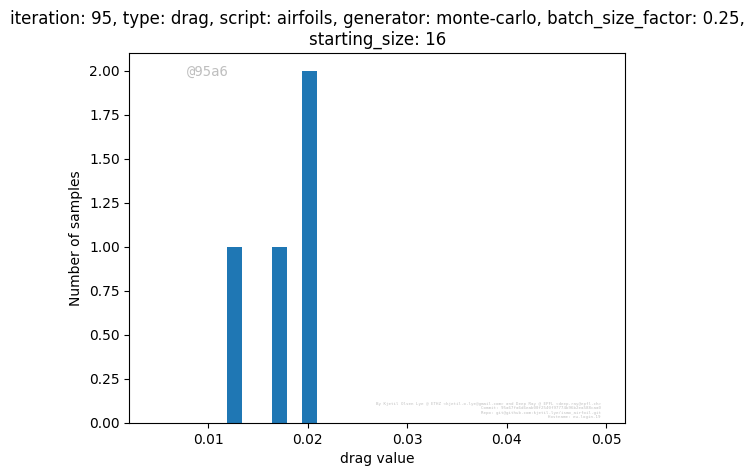 iteration: 95, type: drag, script: airfoils, generator: monte-carlo, batch_size_factor: 0.25,
starting_size: 16
@95a6
2.00
1.75
1.50
1.25
1.00
0.75
0.50
0.25
0.00
Number of samples
0.01
0.02
0.03
0.04
0.05
drag value